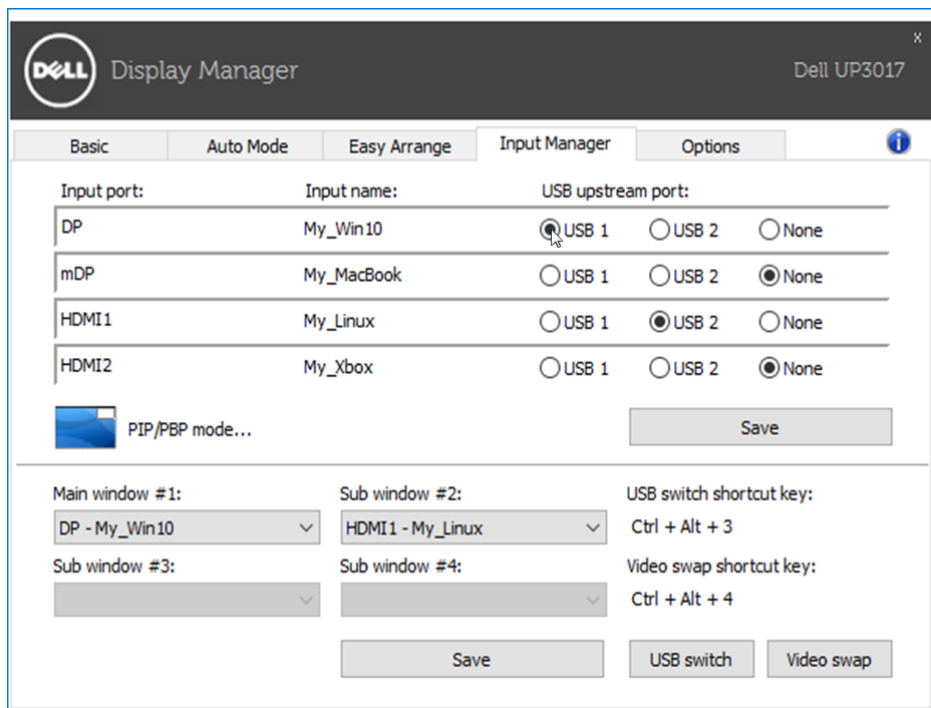 DELL Display Manager Dell UP3017 x
Basic Auto Mode Easy Arrange Input Manager Options i
Input port: Input name: USB upstream port:
DP My_Win10 USB 1 USB 2 None
mDP My_MacBook USB 1 USB 2 None
HDMI1 My_Linux USB 1 USB 2 None
HDMI2 My_Xbox USB 1 USB 2 None
PIP/PBP mode... Save
Main window #1: Sub window #2: USB switch shortcut key:
DP - My_Win10 HDMI1 - My_Linux Ctrl + Alt + 3
Sub window #3: Sub window #4: Video swap shortcut key:
Ctrl + Alt + 4
Save USB switch Video swap